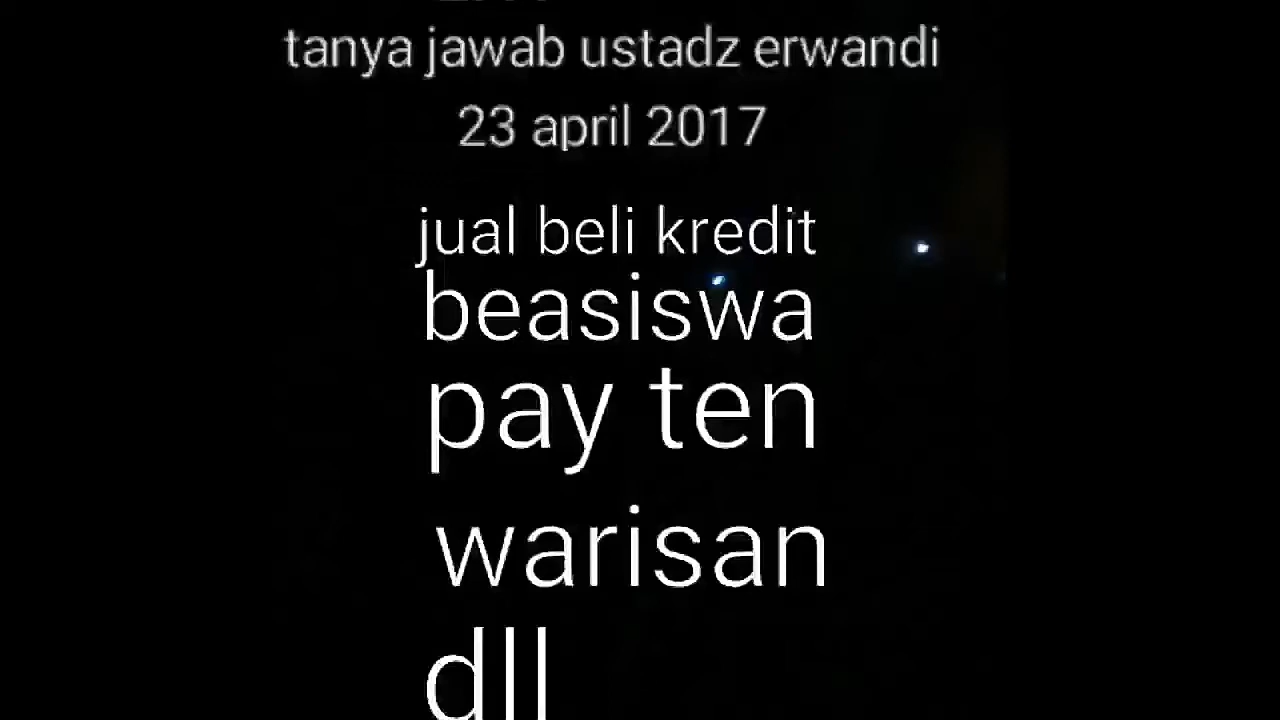 tanya jawab ustadz erwandi
23 april 2017
jual beli kredit
beasiswa
pay ten
warisan
dll